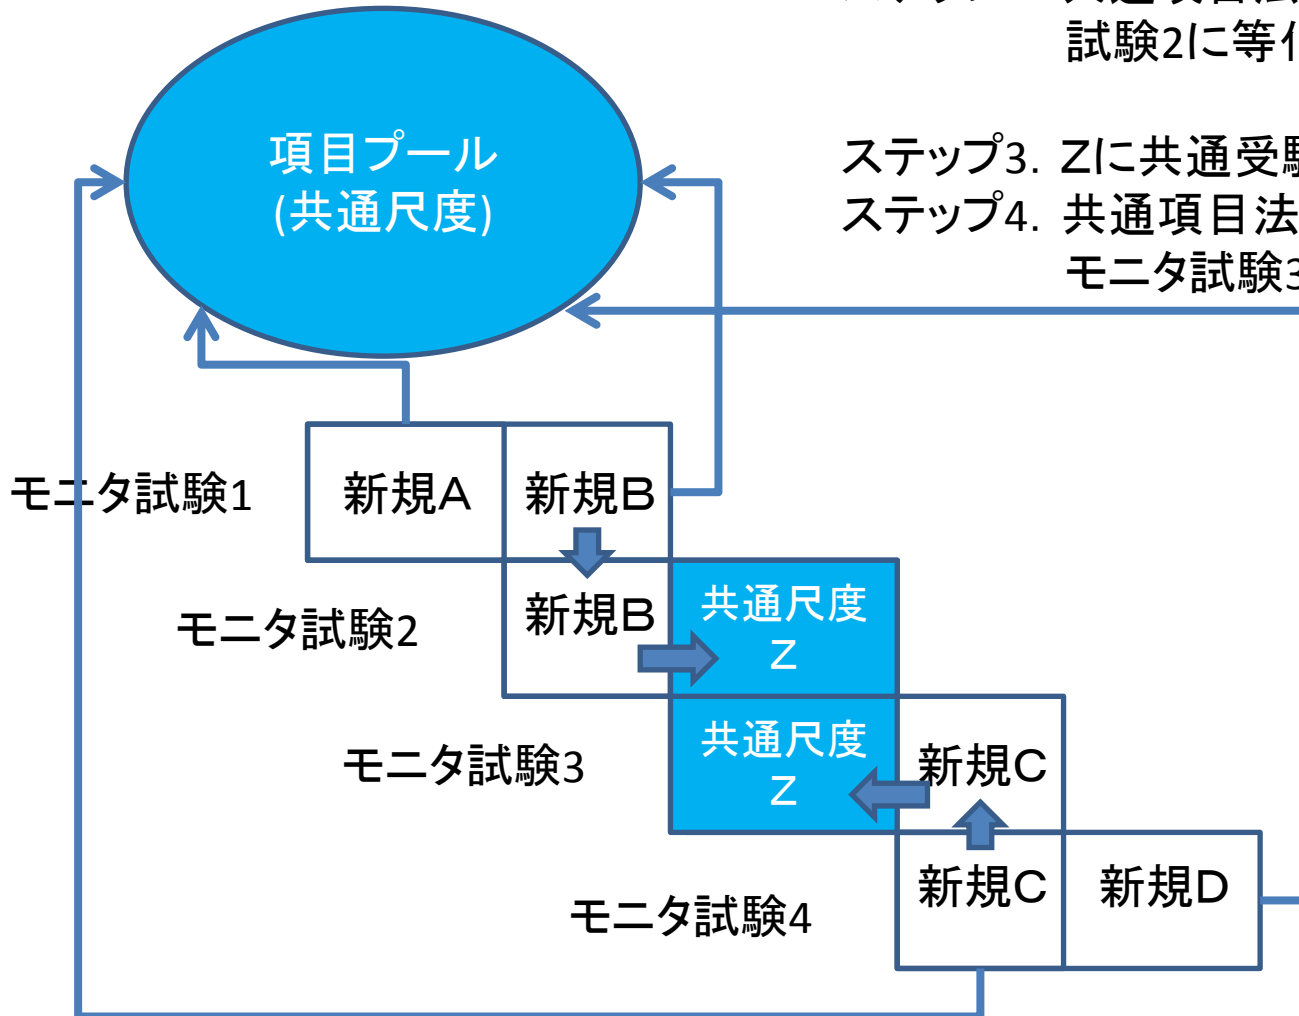 試験2に等
ステップ3. Zに共通受
ステップ4. 共通項目法
モニタ試験3
項目プール
(共通尺度)
モニタ試験1
新規A
新規B
モニタ試験2
新規B
共通尺度
Z
モニタ試験3
共通尺度
Z
新規C
モニタ試験4
新規C
新規D